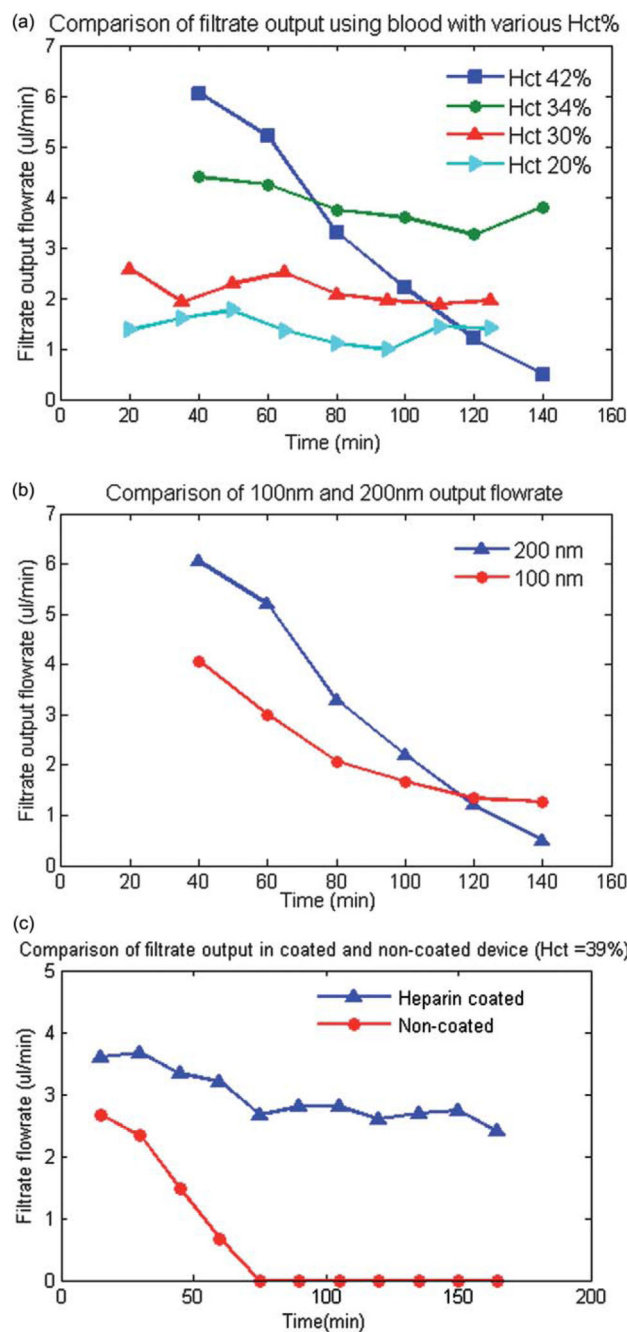 (a)
Comparison of filtrate output using blood with various Hct%
Filtrate output flowrate (ul/min)
7
6
5
4
3
2
1
0
Hct 42%
Hct 34%
Hct 30%
Hct 20%
0 20 40 60 80 100 120 140 160
Time (min)
(b)
Comparison of 100nm and 200nm output flowrate
Filtrate output flowrate (ul/min)
7
6
5
4
3
2
1
0
200 nm
100 nm
0 20 40 60 80 100 120 140 160
Time (min)
(c)
Comparison of filtrate output in coated and non-coated device (Hct =39%)
Filtrate flowrate (ul/min)
5
4
3
2
1
0
Heparin coated
Non-coated
0 50 100 150 200
Time(min)